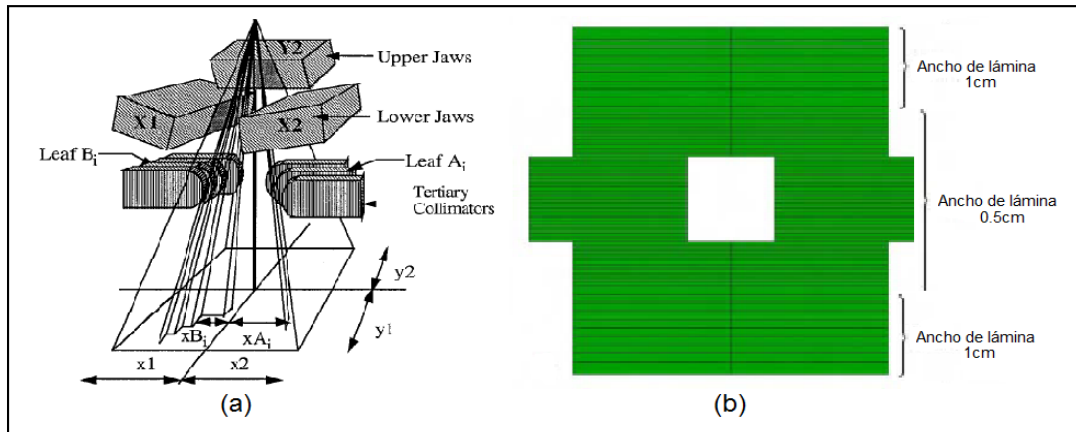 Y2
Upper Jaws
X1
X2
Lower Jaws
Leaf Bi
Leaf Ai
Tertiary
Collimators
y2
y1
xBi
xAi
x1
x2
(a)
Ancho de lámina
1cm
Ancho de lámina
0.5cm
Ancho de lámina
1cm
(b)